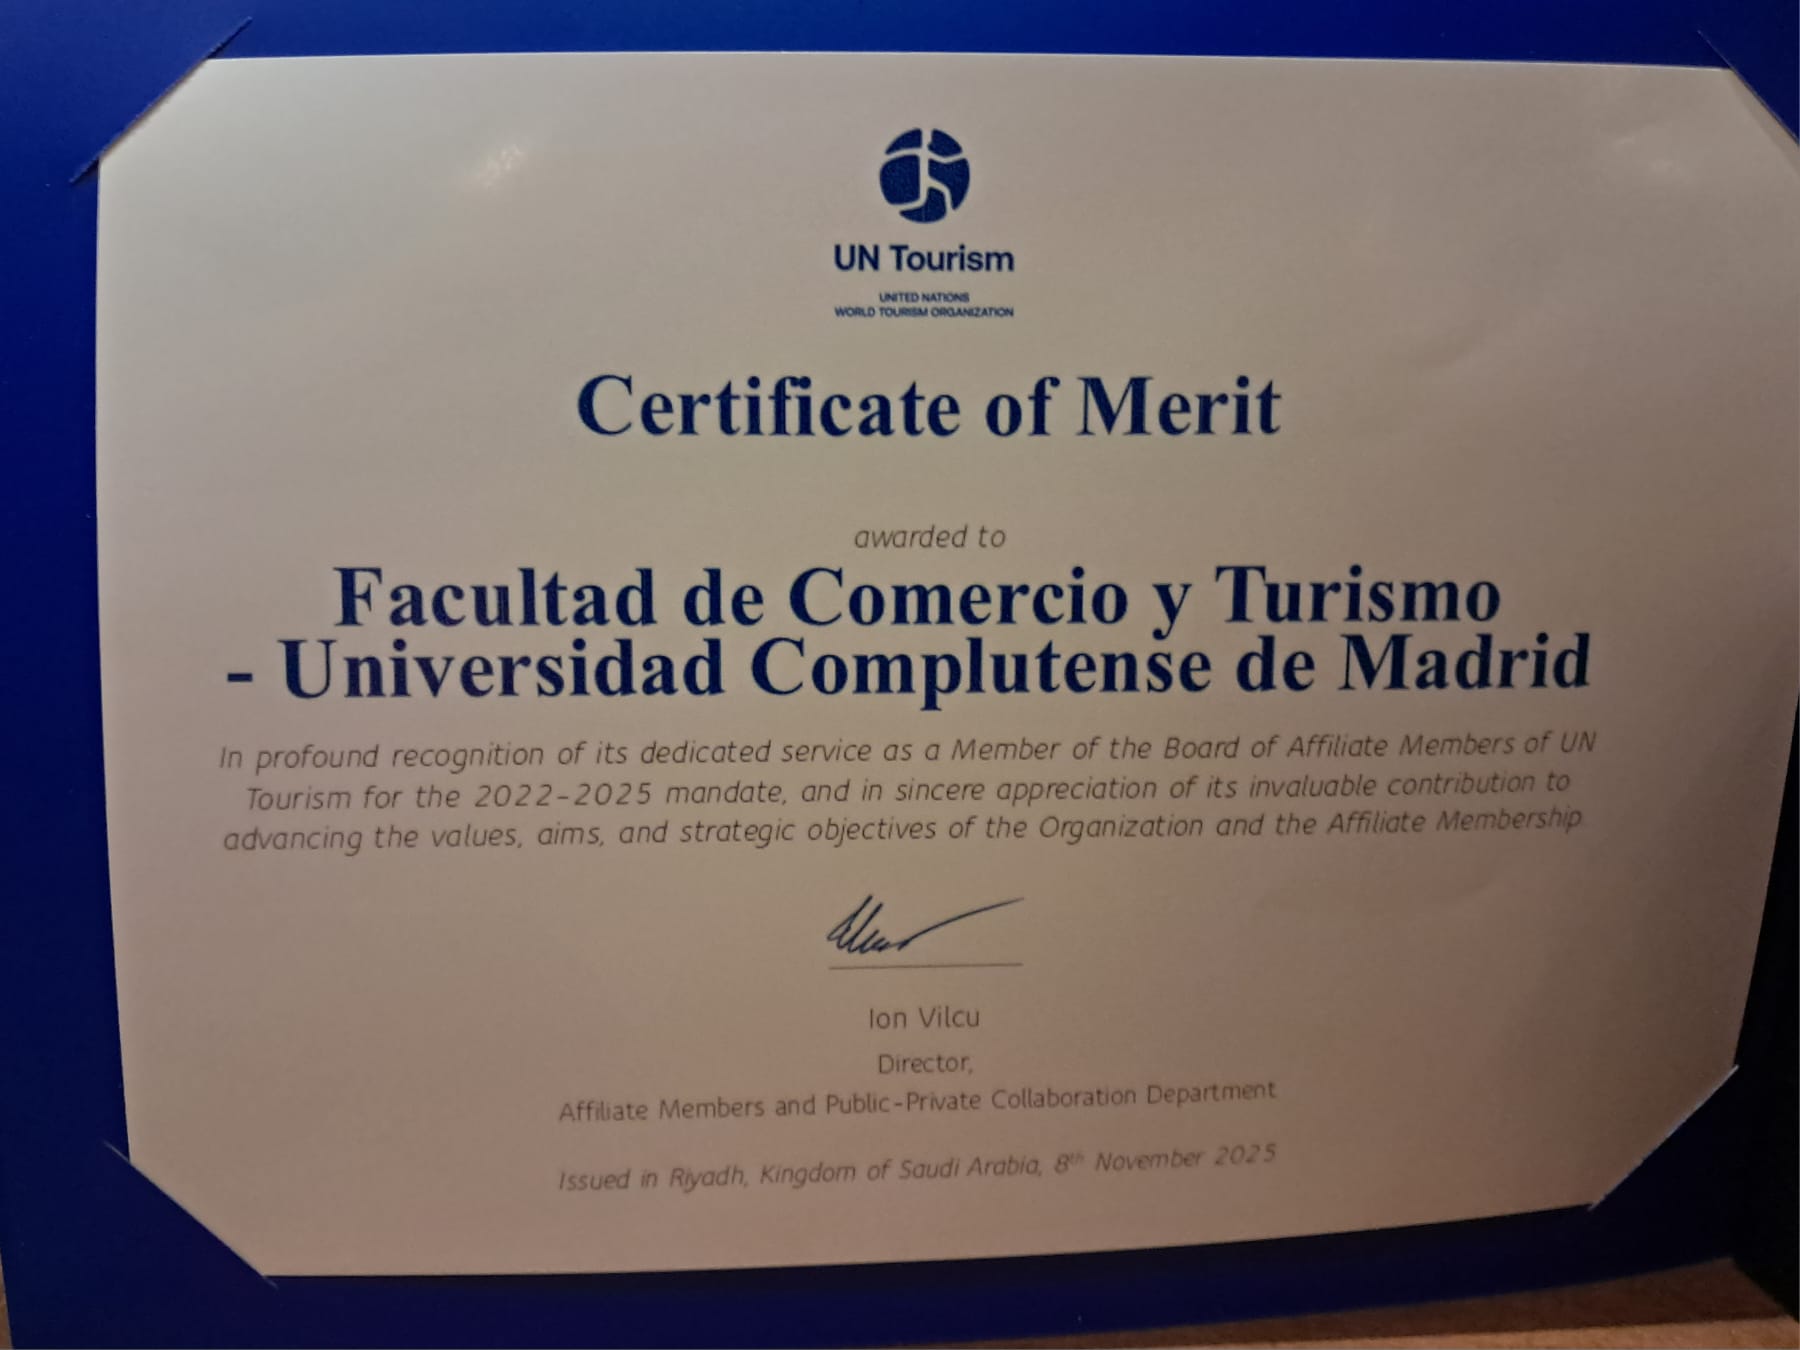 UN Tourism
UNITED NATIONS
WORLD TOURISM ORGANIZATION
Certificate of Merit
awarded to
Facultad de Comercio y Turismo
- Universidad Complutense de Madrid
In profound recognition of its dedicated service as a Member of the Board of Affiliate Members of UN
Tourism for the 2022-2025 mandate, and in sincere appreciation of its invaluable contribution to
advancing the values, aims, and strategic objectives of the Organization and the Affiliate Membership
Ion Vilcu
Director,
Affiliate Members and Public-Private Collaboration Department
Issued in Riyadh, Kingdom of Saudi Arabia, 8th November 2025